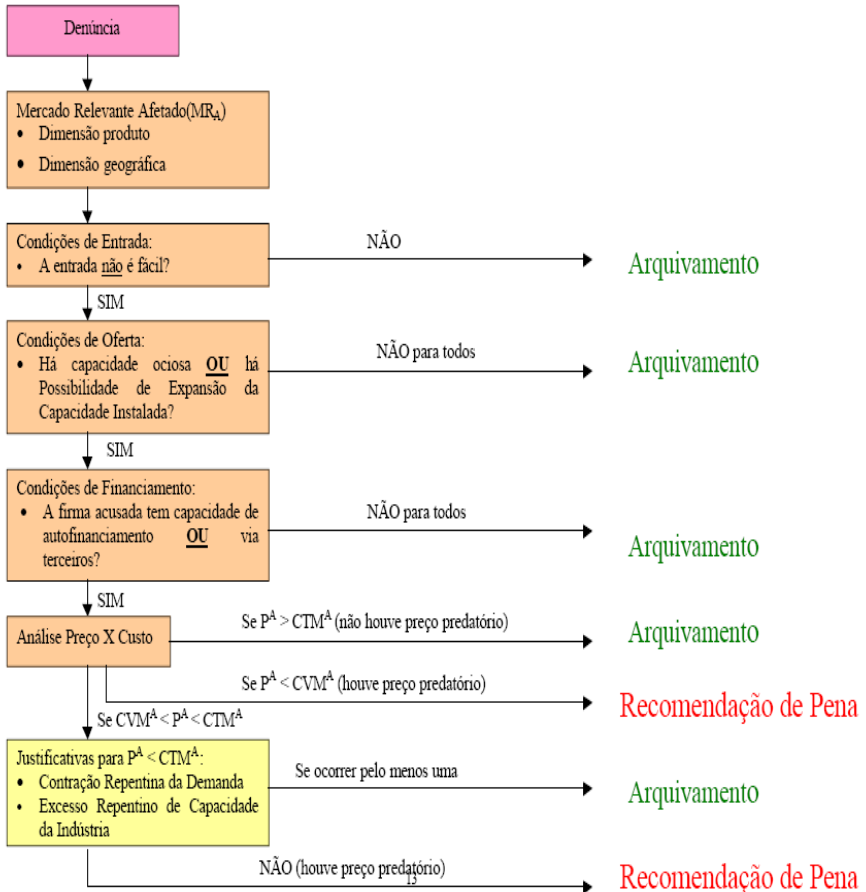 Denúncia
Mercado Relevante Afetado(MRA)
• Dimensão produto
• Dimensão geográfica
Condições de Entrada:
• A entrada não é fácil?
NÃO
Arquivamento
SIM
Condições de Oferta:
• Há capacidade ociosa OU há
Possibilidade de Expansão da
Capacidade Instalada?
NÃO para todos
Arquivamento
SIM
Condições de Financiamento:
• A firma acusada tem capacidade de
autofinanciamento OU via
terceiros?
NÃO para todos
Arquivamento
SIM
Análise Preço X Custo
Se PA > CTMA (não houve preço predatório)
Arquivamento
Se PA < CVMA (houve preço predatório)
Recomendação de Pena
Se CVMA < PA < CTMA
Justificativas para PA < CTMA:
• Contração Repentina da Demanda
• Excesso Repentino de Capacidade
da Indústria
Se ocorrer pelo menos uma
Arquivamento
NÃO (houve preço predatório)
13
Recomendação de Pena